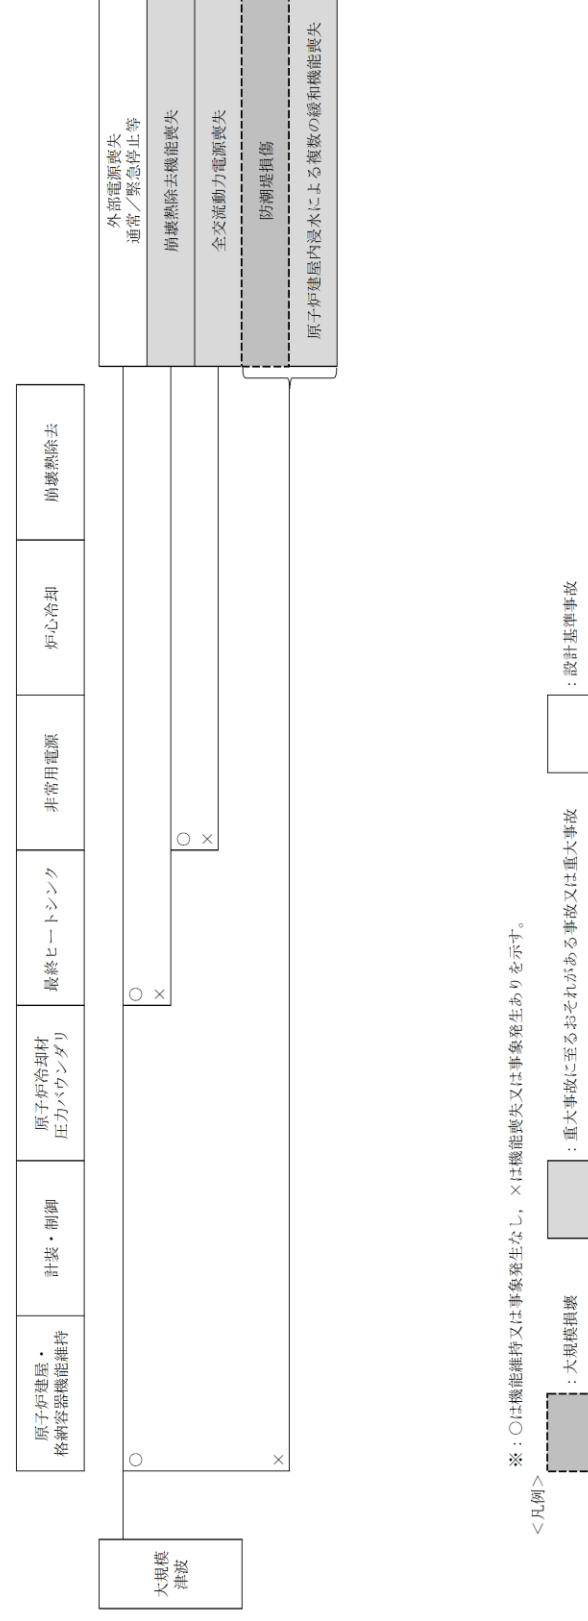 大規模
津波
原子炉建屋・
格納容器機能維持
計装・制御
原子炉冷却材
圧力バウンダリ
最終ヒートシンク
非常用電源
炉心冷却
崩壊熱除去
○
×
○
×
○
×
外部電源喪失
通常／緊急停止等
崩壊熱除去機能喪失
全交流動力電源喪失
防潮堤損傷
原子炉建屋内浸水による複数の緩和機能喪失
※：○は機能維持又は事象発生なし，×は機能喪失又は事象発生ありを示す。
＜凡例＞
：大規模損壊
：重大事故に至るおそれがある事故又は重大事故
：設計基準事故